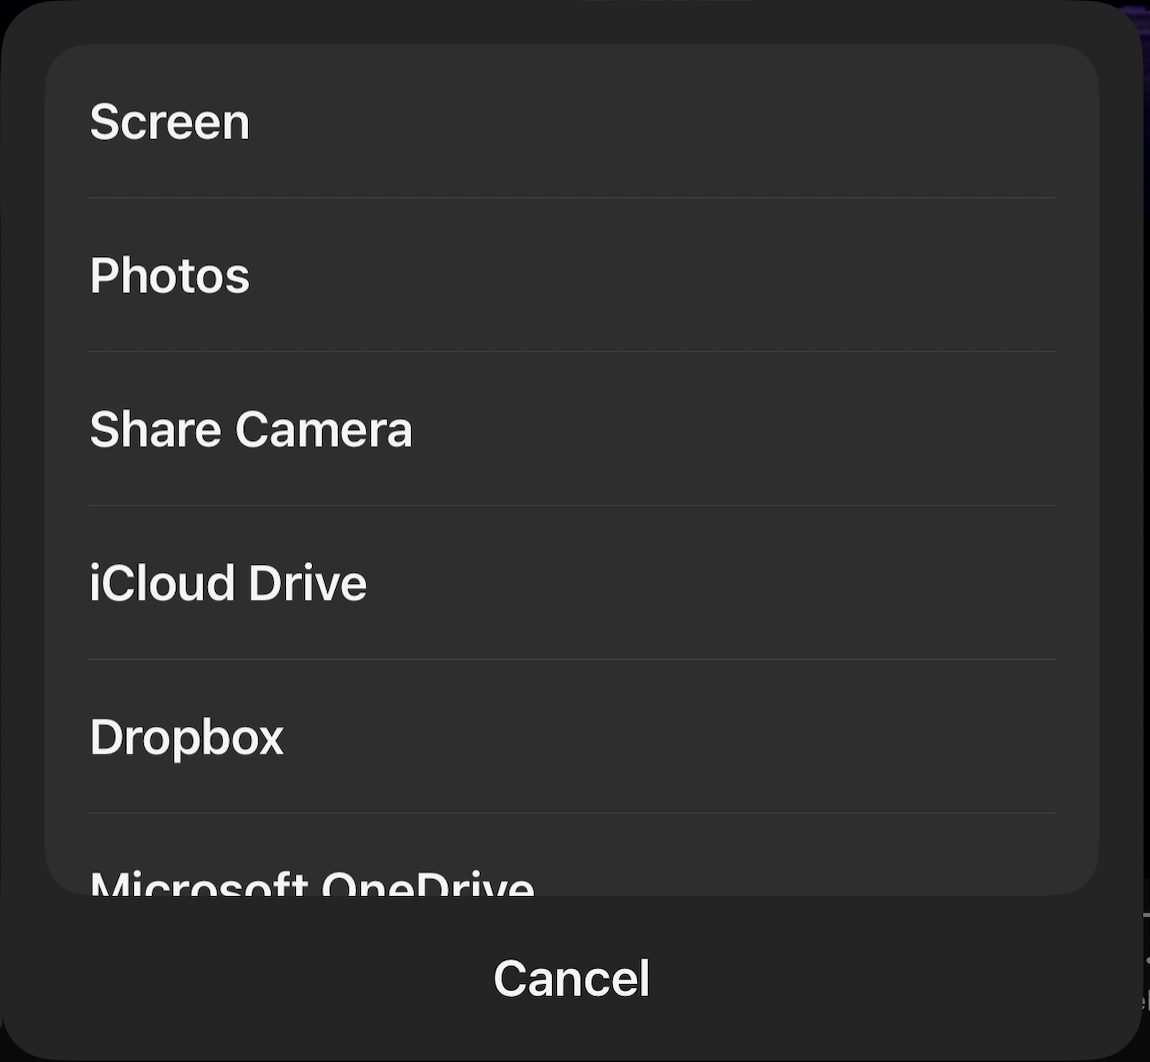 Screen
Photos
Share Camera
iCloud Drive
Dropbox
Microsoft OneDrive
Cancel